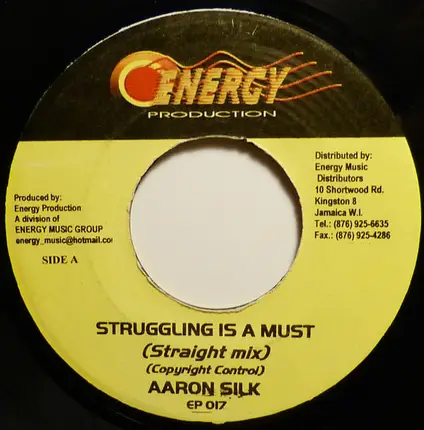 ENERGY
PRODUCTION
Produced by:
Energy Production
A division of
ENERGY MUSIC GROUP
energy_music@hotmail.co
SIDE A
Distributed by:
Energy Music
Distributors
10 Shortwood Rd.
Kingston 8
Jamaica W.I.
Tel.: (876) 925-6635
Fax.: (876) 925-4286
STRUGGLING IS A MUST
(Straight mix)
(Copyright Control)
AARON SILK
EP 017